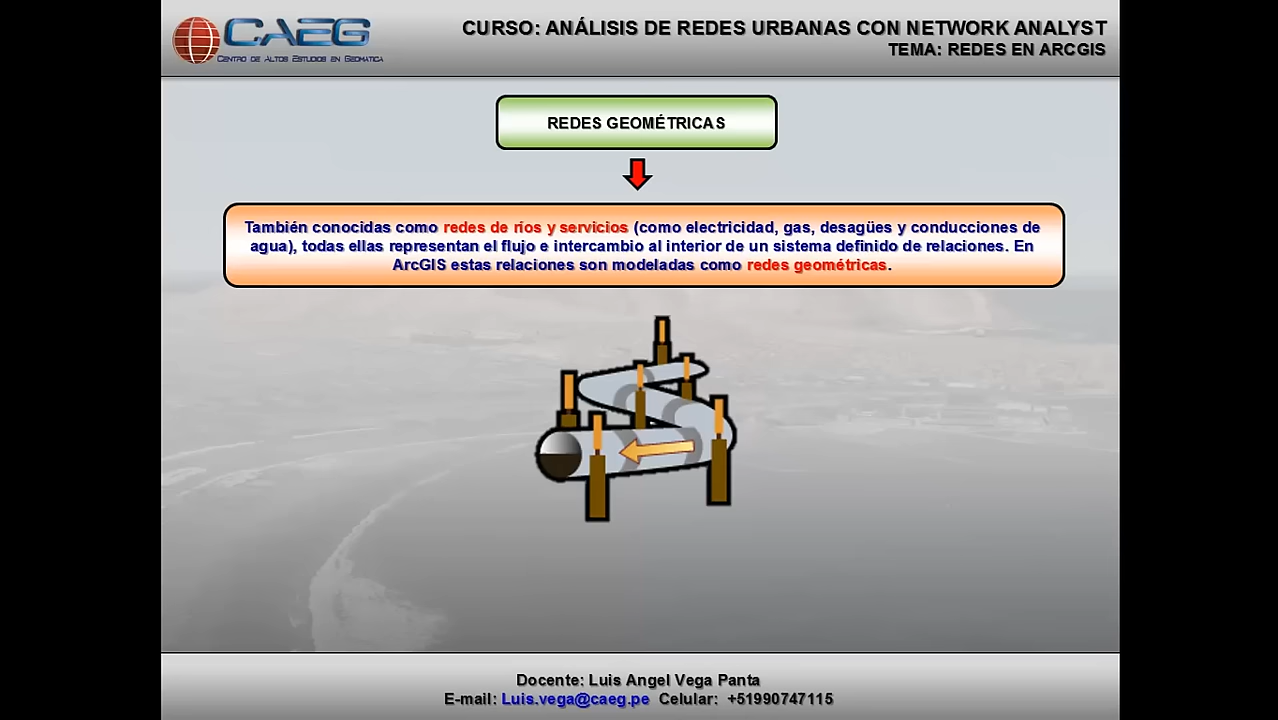 CAEG
CENTRO DE ALTOS ESTUDIOS EN GEOMATICA
CURSO: ANÁLISIS DE REDES URBANAS CON NETWORK ANALYST
TEMA: REDES EN ARCGIS
REDES GEOMÉTRICAS
También conocidas como redes de ríos y servicios (como electricidad, gas, desagües y conducciones de
agua), todas ellas representan el flujo e intercambio al interior de un sistema definido de relaciones. En
ArcGIS estas relaciones son modeladas como redes geométricas.
Docente: Luis Angel Vega Panta
E-mail: Luis.vega@caeg.pe Celular: +51990747115